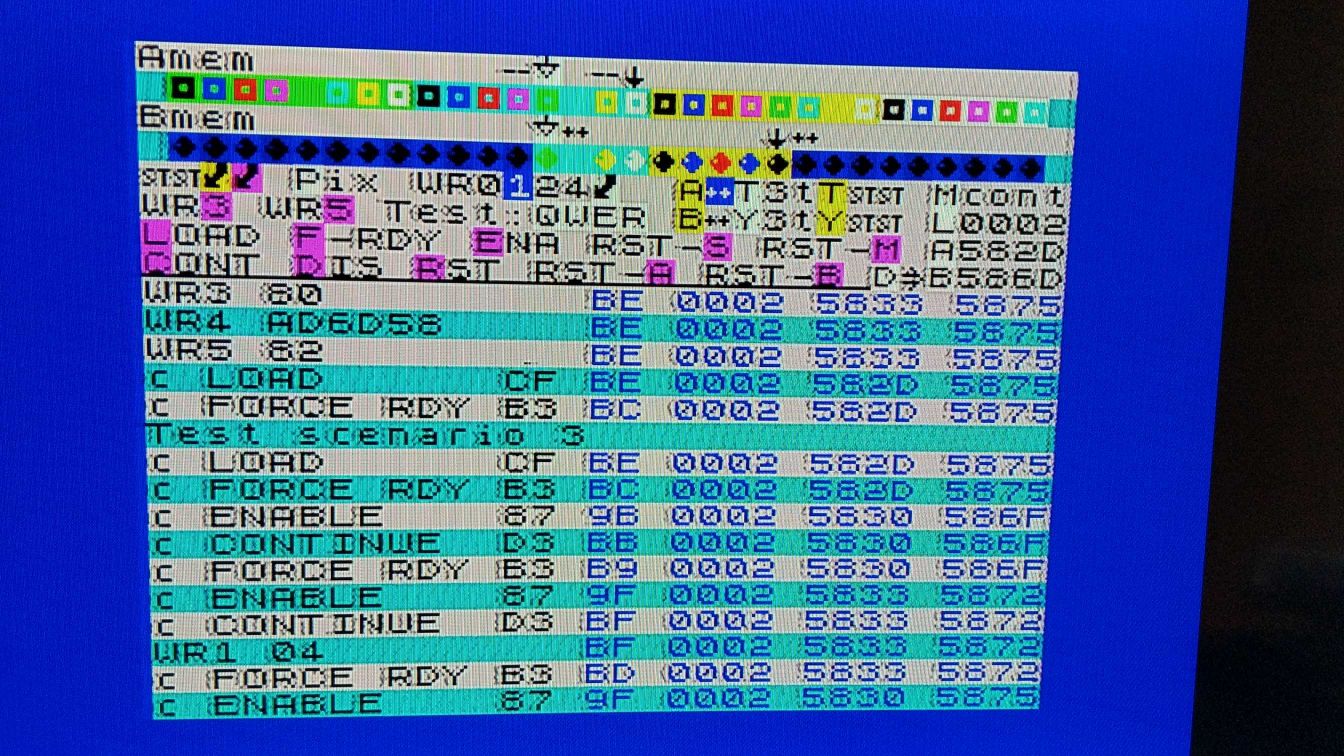 Amem
Bmem
STST Pix WR0124 A++T3tTSTST Mcont
WR3 WR5 Test:QWER B++Y3tYSTST L0002
LOAD F-RDY ENA RST-S RST-M A582D
CONT DIS RST RST-A RST-B D→B586D
WR3 80 BE 0002 5833 5875
WR4 AD6D58 BE 0002 5833 5875
WR5 82 BE 0002 5833 5875
c LOAD CF BE 0002 582D 5875
c FORCE RDY B3 BC 0002 582D 5875
Test scenario 3
c LOAD CF BE 0002 582D 5875
c FORCE RDY B3 BC 0002 582D 5875
c ENABLE 87 9B 0002 5830 586F
c CONTINUE D3 BB 0002 5830 586F
c FORCE RDY B3 B9 0002 5830 586F
c ENABLE 87 9F 0002 5833 5872
c CONTINUE D3 BF 0002 5833 5872
WR1 04 BF 0002 5833 5872
c FORCE RDY B3 BD 0002 5833 5872
c ENABLE 87 9F 0002 5830 5875